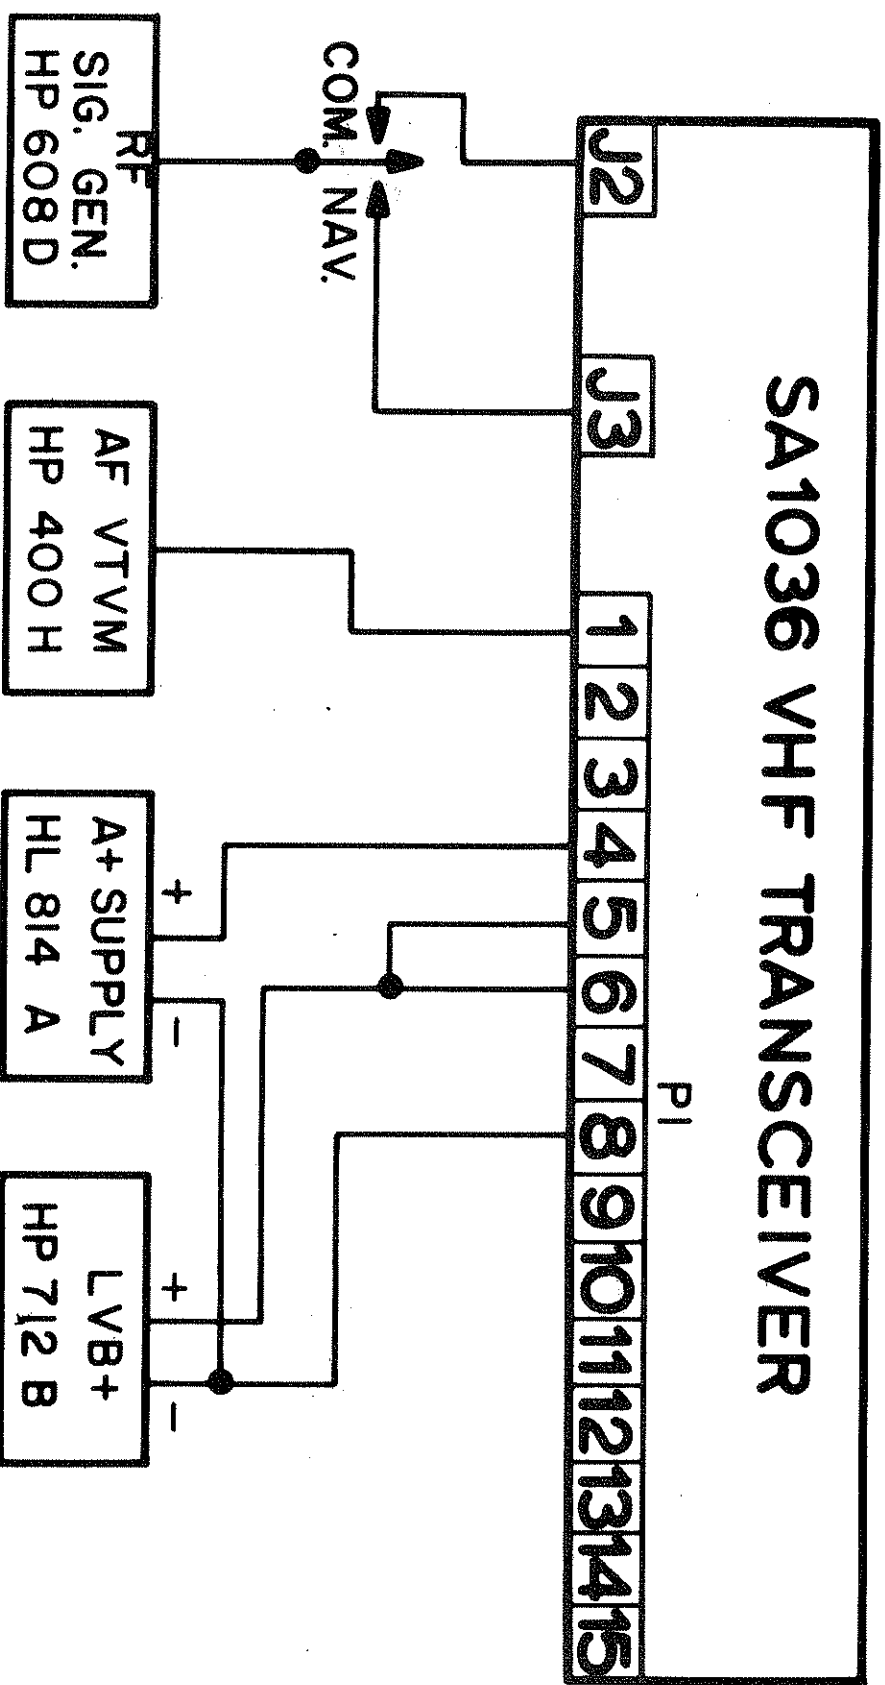 SA1036 VHF TRANSCEIVER
P1
J2
J3
1 2 3 4 5 6 7 8 9 10 11 12 13 14 15
COM. NAV.
RF
SIG. GEN.
HP 608 D
AF VTVM
HP 400 H
+ -
A+ SUPPLY
HL 814 A
+ -
LVB+
HP 712 B